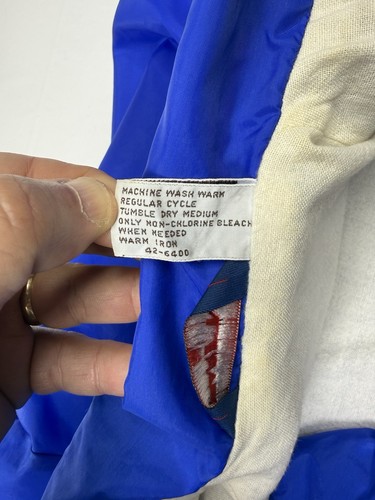 MACHINE WASH WARM
REGULAR CYCLE
TUMBLE DRY MEDIUM
ONLY NON-CHLORINE BLEACH
WHEN NEEDED
WARM IRON
42-6400